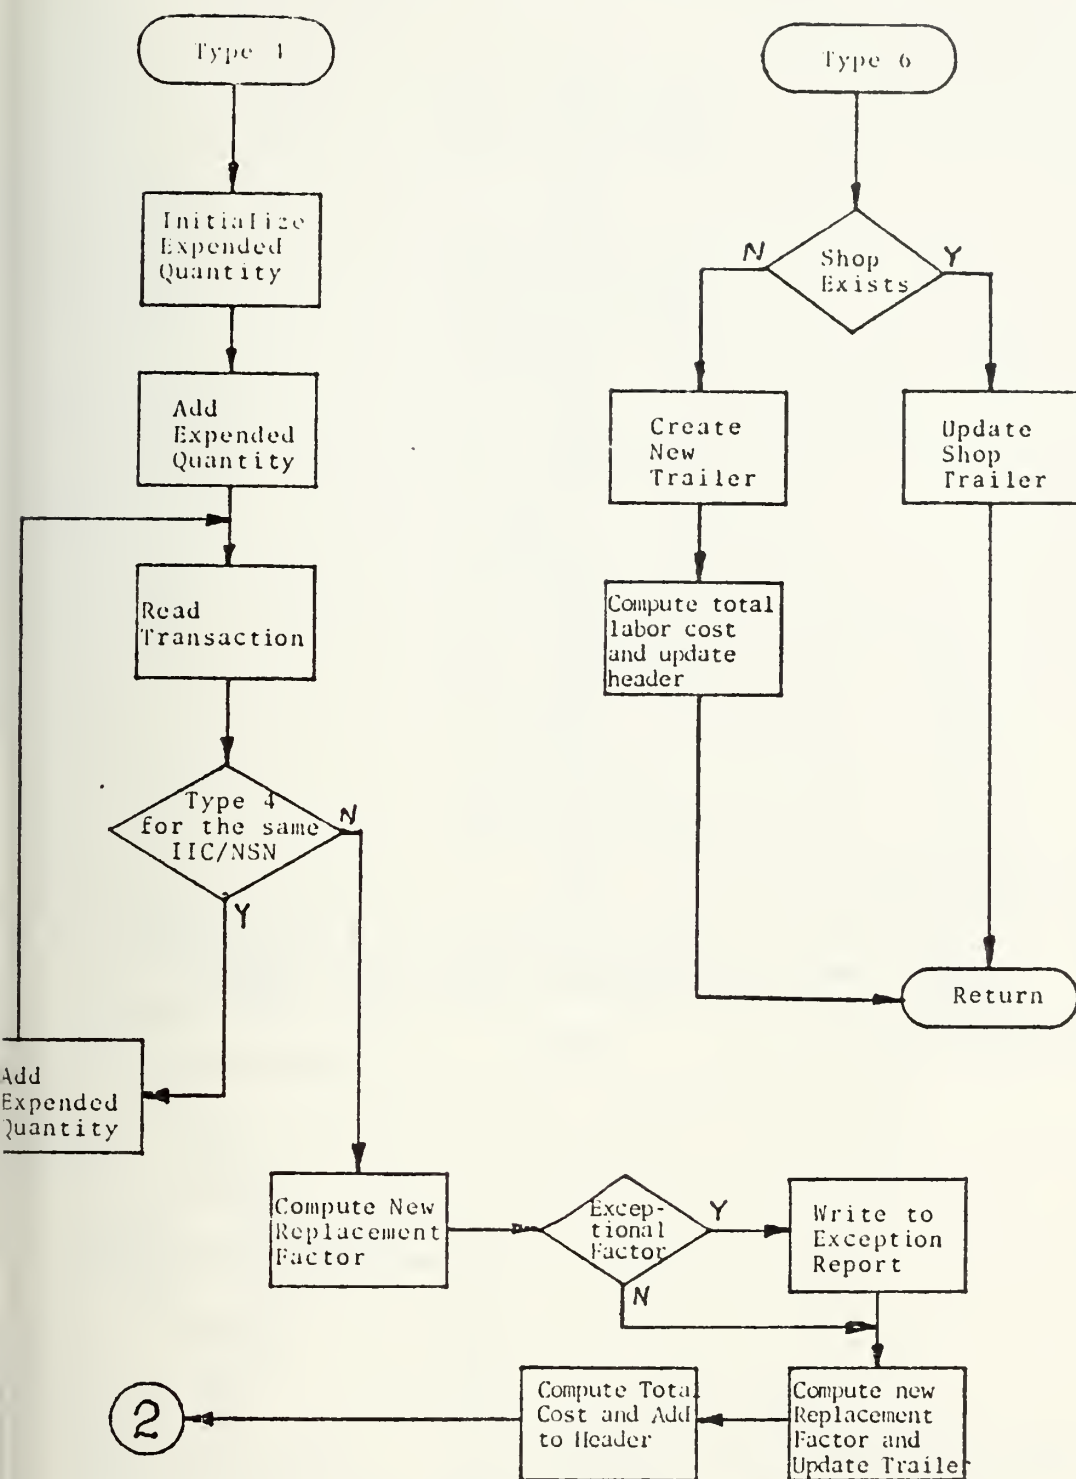 Type 4
Initialize
Expended
Quantity
Add
Expended
Quantity
Read
Transaction
Type 4
for the same
IIC/NSN
N
Y
Add
Expended
Quantity
Compute New
Replacement
Factor
Excep-
tional
Factor
Y
N
Write to
Exception
Report
Compute new
Replacement
Factor and
Update Trailer
Compute Tota
Cost and Add
to Header
2
Type 6
Shop
Exists
N
Y
Create
New
Trailer
Compute total
labor cost
and update
header
Update
Shop
Trailer
Return